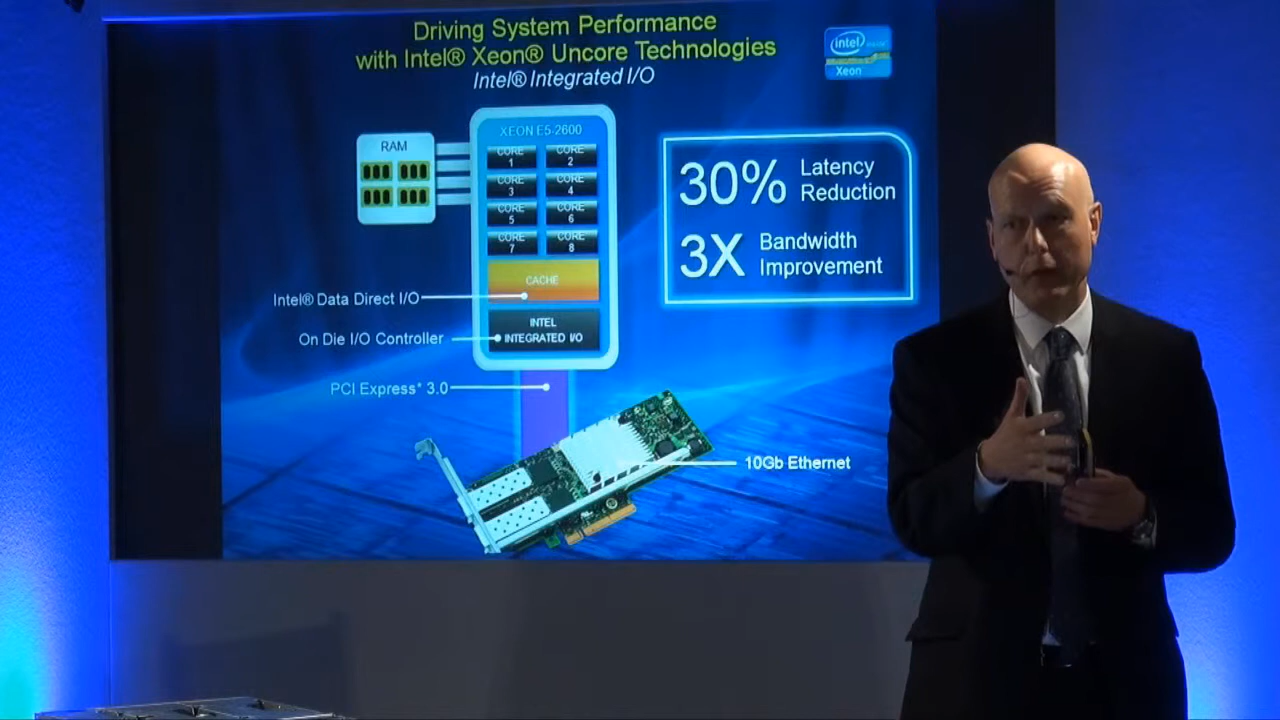 Driving System Performance
with Intel® Xeon® Uncore Technologies
Intel® Integrated I/O
intel inside
Xeon
XEON E5-2600
RAM
CORE 1
CORE 2
CORE 3
CORE 4
CORE 5
CORE 6
CORE 7
CORE 8
CACHE
Intel® Data Direct I/O
INTEL
INTEGRATED I/O
On Die I/O Controller
PCI Express* 3.0
10Gb Ethernet
30% Latency
Reduction
3X Bandwidth
Improvement